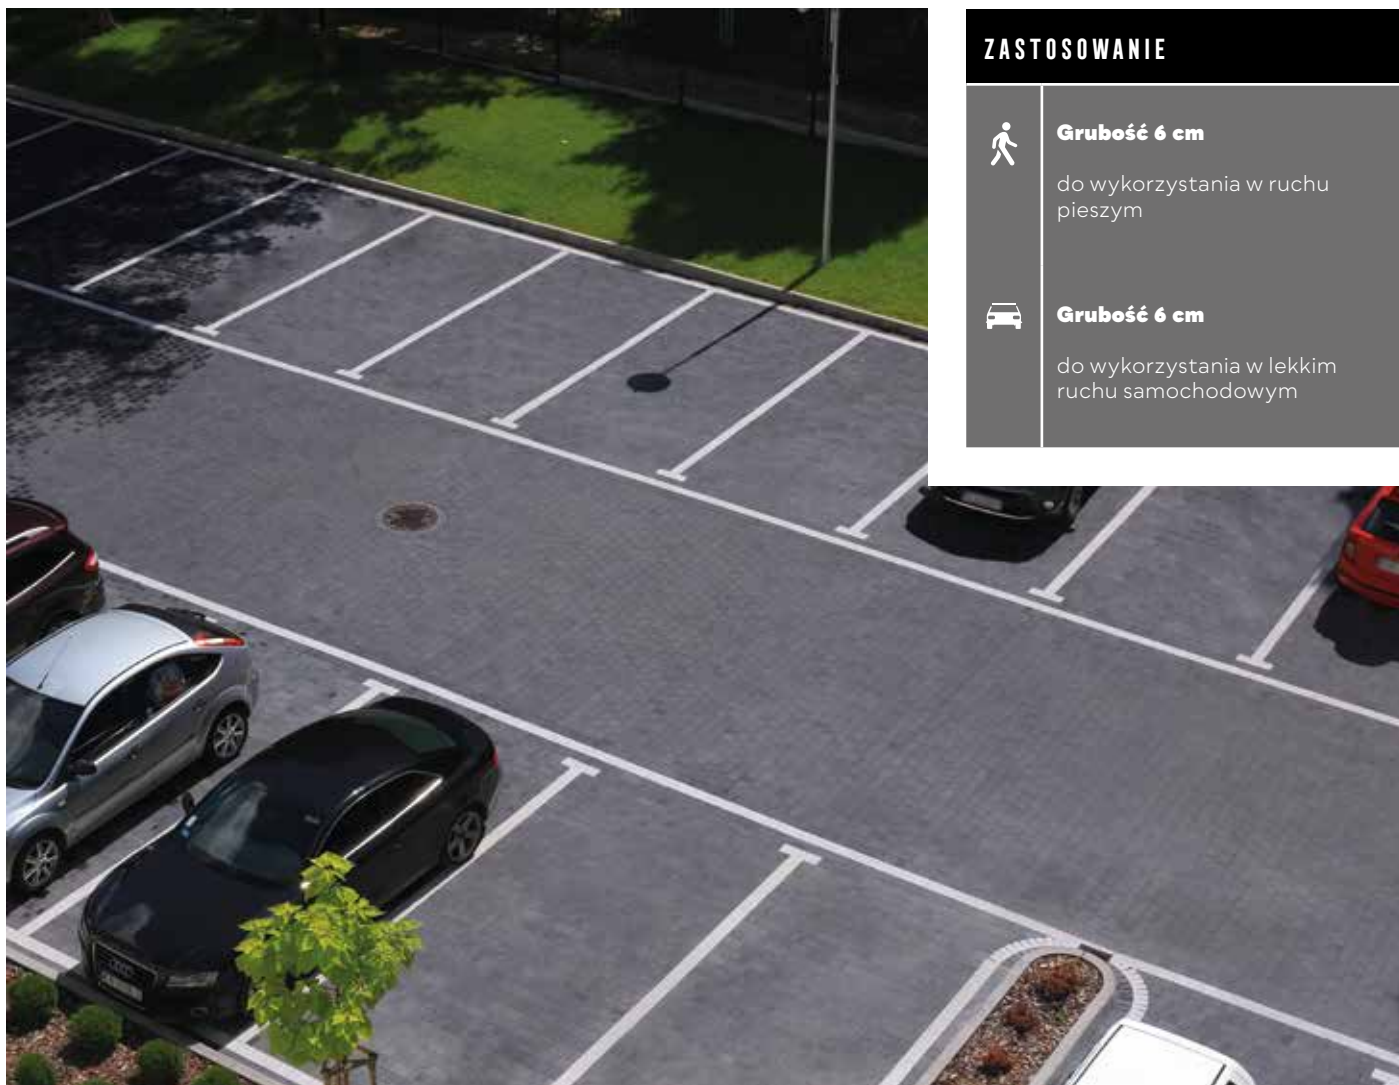 ZASTOSOWANIE
Grubość 6 cm
do wykorzystania w ruchu
pieszym
Grubość 6 cm
do wykorzystania w lekkim
ruchu samochodowym